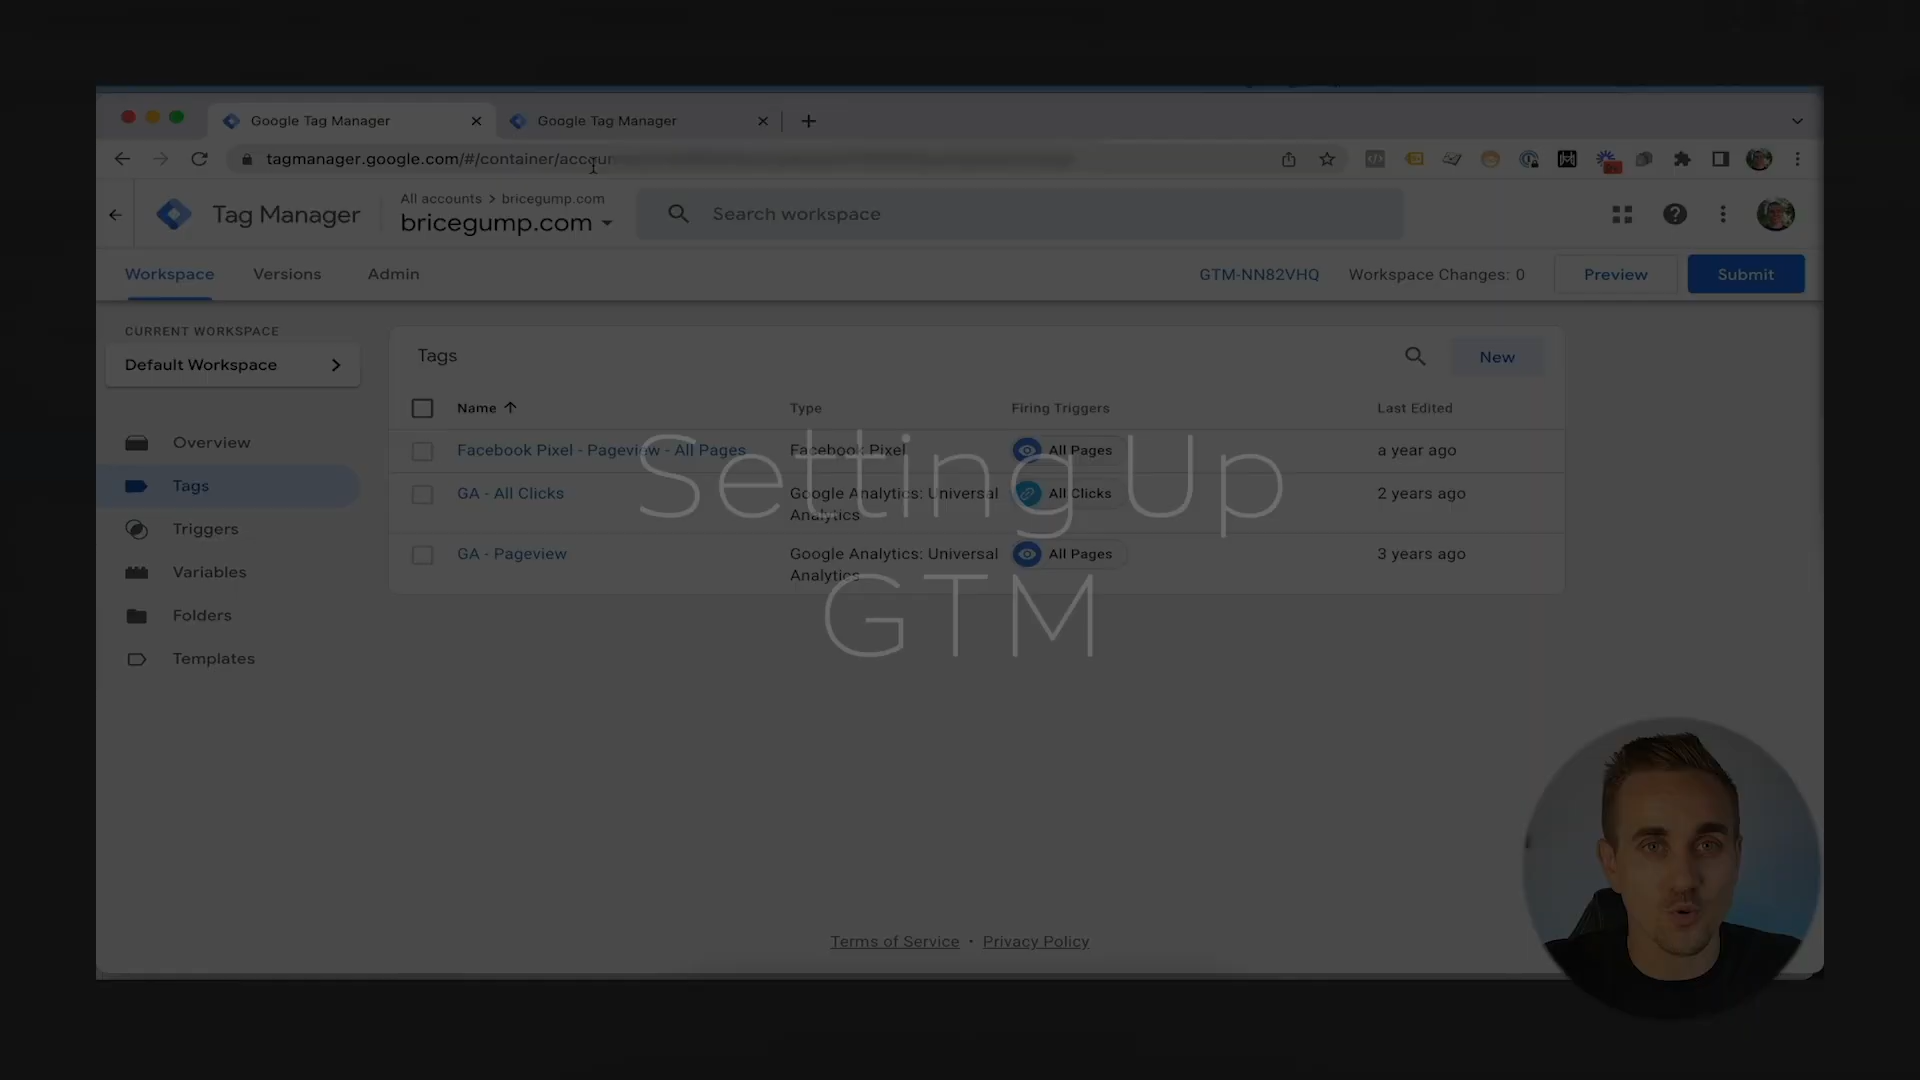 Google Tag Manager
Google Tag Manager
tagmanager.google.com/#/container/accoun
Tag Manager
All accounts > bricegump.com
bricegump.com
Search workspace
Workspace
Versions
Admin
GTM-NN82VHQ
Workspace Changes: 0
Preview
Submit
CURRENT WORKSPACE
Default Workspace
Overview
Tags
Triggers
Variables
Folders
Templates
Tags
New
Name
Type
Firing Triggers
Last Edited
Facebook Pixel - Pageview - All Pages
Facebook Pixel
All Pages
a year ago
GA - All Clicks
Google Analytics: Universal
Analytics
All Clicks
2 years ago
GA - Pageview
Google Analytics: Universal
Analytics
All Pages
3 years ago
Setting Up
GTM
Terms of Service • Privacy Policy